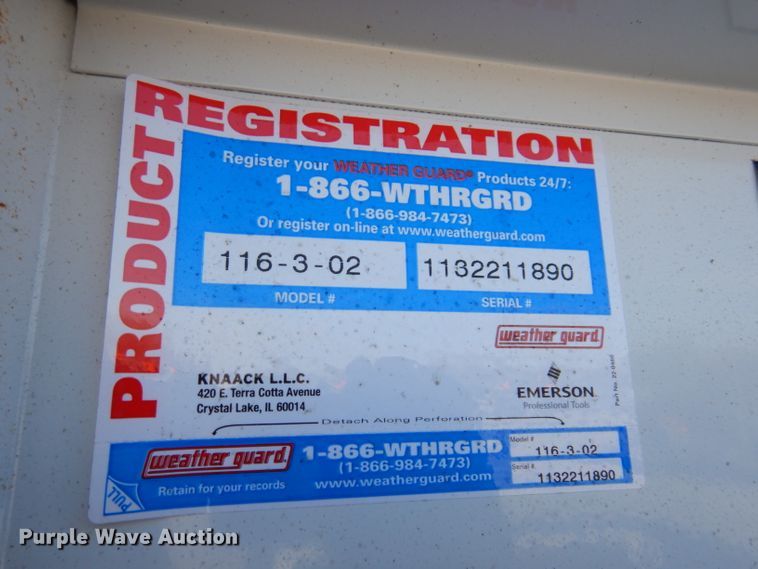 PRODUCT
REGISTRATION
Register your WEATHER GUARD® Products 24/7:
1-866-WTHRGRD
(1-866-984-7473)
Or register on-line at www.weatherguard.com
116-3-02
1132211890
MODEL #
SERIAL #
weather guard.
KNAACK L.L.C.
420 E. Terra Cotta Avenue
Crystal Lake, IL 60014
EMERSON
Professional Tools
Detach Along Perforation
PULL
weather guard.
Retain for your records
1-866-WTHRGRD
(1-866-984-7473)
www.weatherguard.com
Model #
116-3-02
Serial #
1132211890
Purple Wave Auction